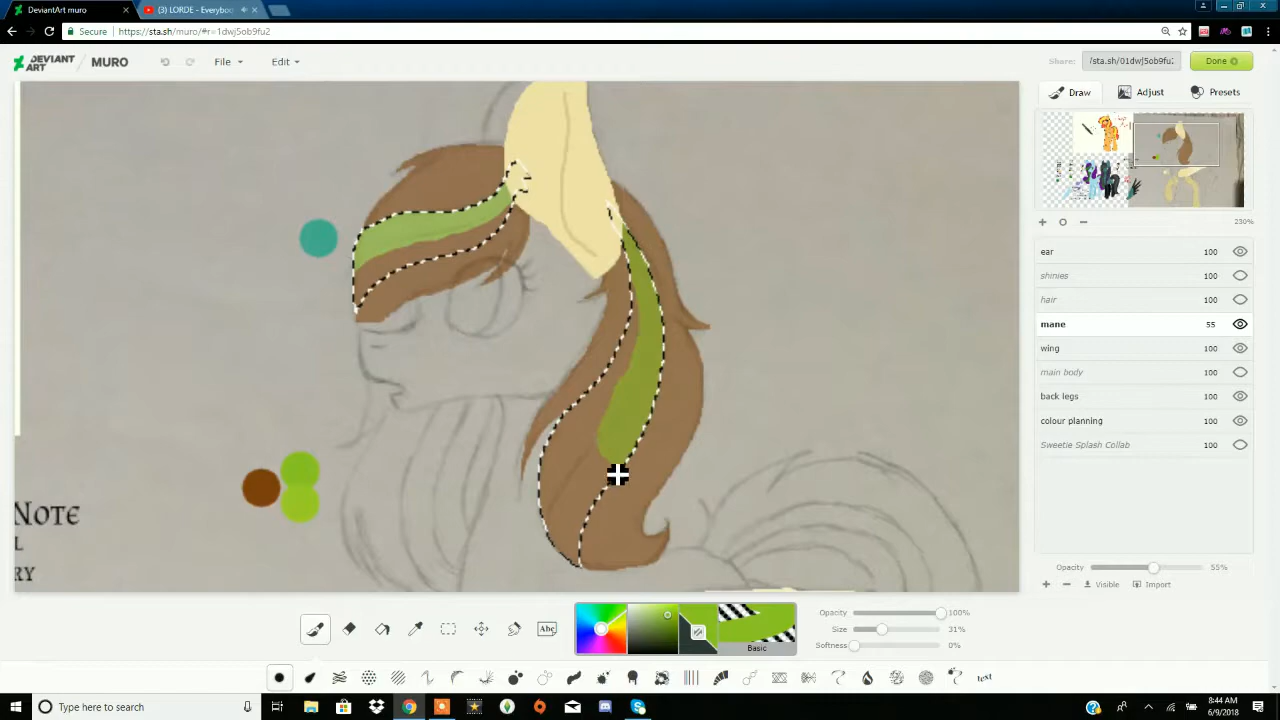 DeviantArt muro
(3) LORDE - Everybod
Secure
https://sta.sh/muro/#r=1dwj5ob9fu2
DEVIANT ART / MURO
File
Edit
Share:
/sta.sh/01dwj5ob9fu2
Done
Draw
Adjust
Presets
230%
ear 100
shinies 100
hair 100
mane 55
wing 100
main body 100
back legs 100
colour planning 100
Sweetie Splash Collab 100
NOTE
L
RY
Opacity 55%
Visible
Import
Abc
Basic
Opacity: 100%
Size: 31%
Softness: 0%
text
Type here to search
8:44 AM
6/9/2018